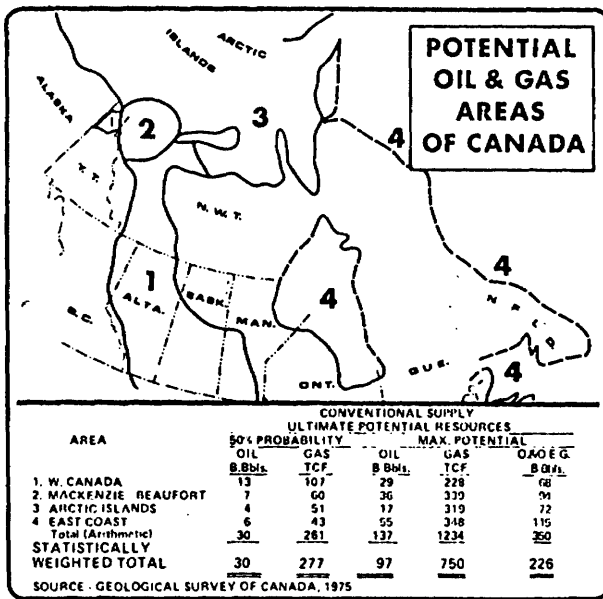 POTENTIAL
OIL & GAS
AREAS
OF CANADA
ARCTIC
ISLANDS
ALASKA
2
3
4
Y. T.
N. W. T.
4
1
ALTA.
SASK.
MAN.
4
B.C.
N F L D
ONT.
QUE.
4
CONVENTIONAL SUPPLY
ULTIMATE POTENTIAL RESOURCES
AREA 50% PROBABILITY MAX. POTENTIAL
OIL GAS OIL GAS
B.Bbls. TCF B Bbls. TCF B Bbls.
1. W. CANADA 13 107 29 228 68
2. MACKENZIE BEAUFORT 7 60 36 339
3 ARCTIC ISLANDS 4 51 17 319 72
4 EAST COAST 6 43 55 348 115
Total (Arithmetic) 30 261 137 1234 350
STATISTICALLY
WEIGHTED TOTAL 30 277 97 750 226
SOURCE - GEOLOGICAL SURVEY OF CANADA, 1975